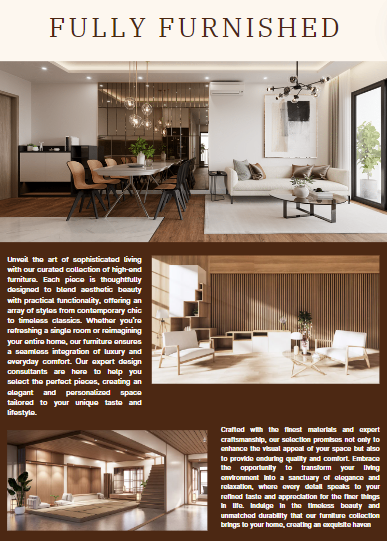 FULLY FURNISHED
Unveil the art of sophisticated living
with our curated collection of high-end
furniture. Each piece is thoughtfully
designed to blend aesthetic beauty
with practical functionality, offering an
array of styles from contemporary chic
to timeless classics. Whether you're
refreshing a single room or reimagining
your entire home, our furniture ensures
a seamless integration of luxury and
everyday comfort. Our expert design
consultants are here to help you
select the perfect pieces, creating an
elegant and personalized space
tailored to your unique taste and
lifestyle.
Crafted with the finest materials and expert
craftsmanship, our selection promises not only to
enhance the visual appeal of your space but also
to provide enduring quality and comfort. Embrace
the opportunity to transform your living
environment into a sanctuary of elegance and
relaxation, where every detail speaks to your
refined taste and appreciation for the finer things
in life. Indulge in the timeless beauty and
unmatched durability that our furniture collection
brings to your home, creating an exquisite haven